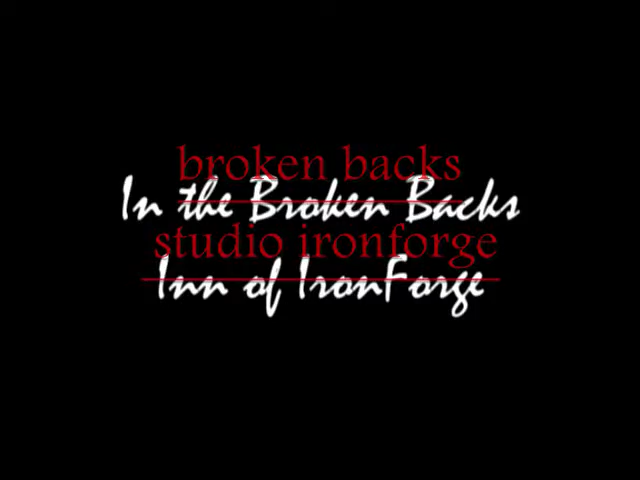 broken backs
In the Broken Backs
studio ironforge
Inn of IronForge